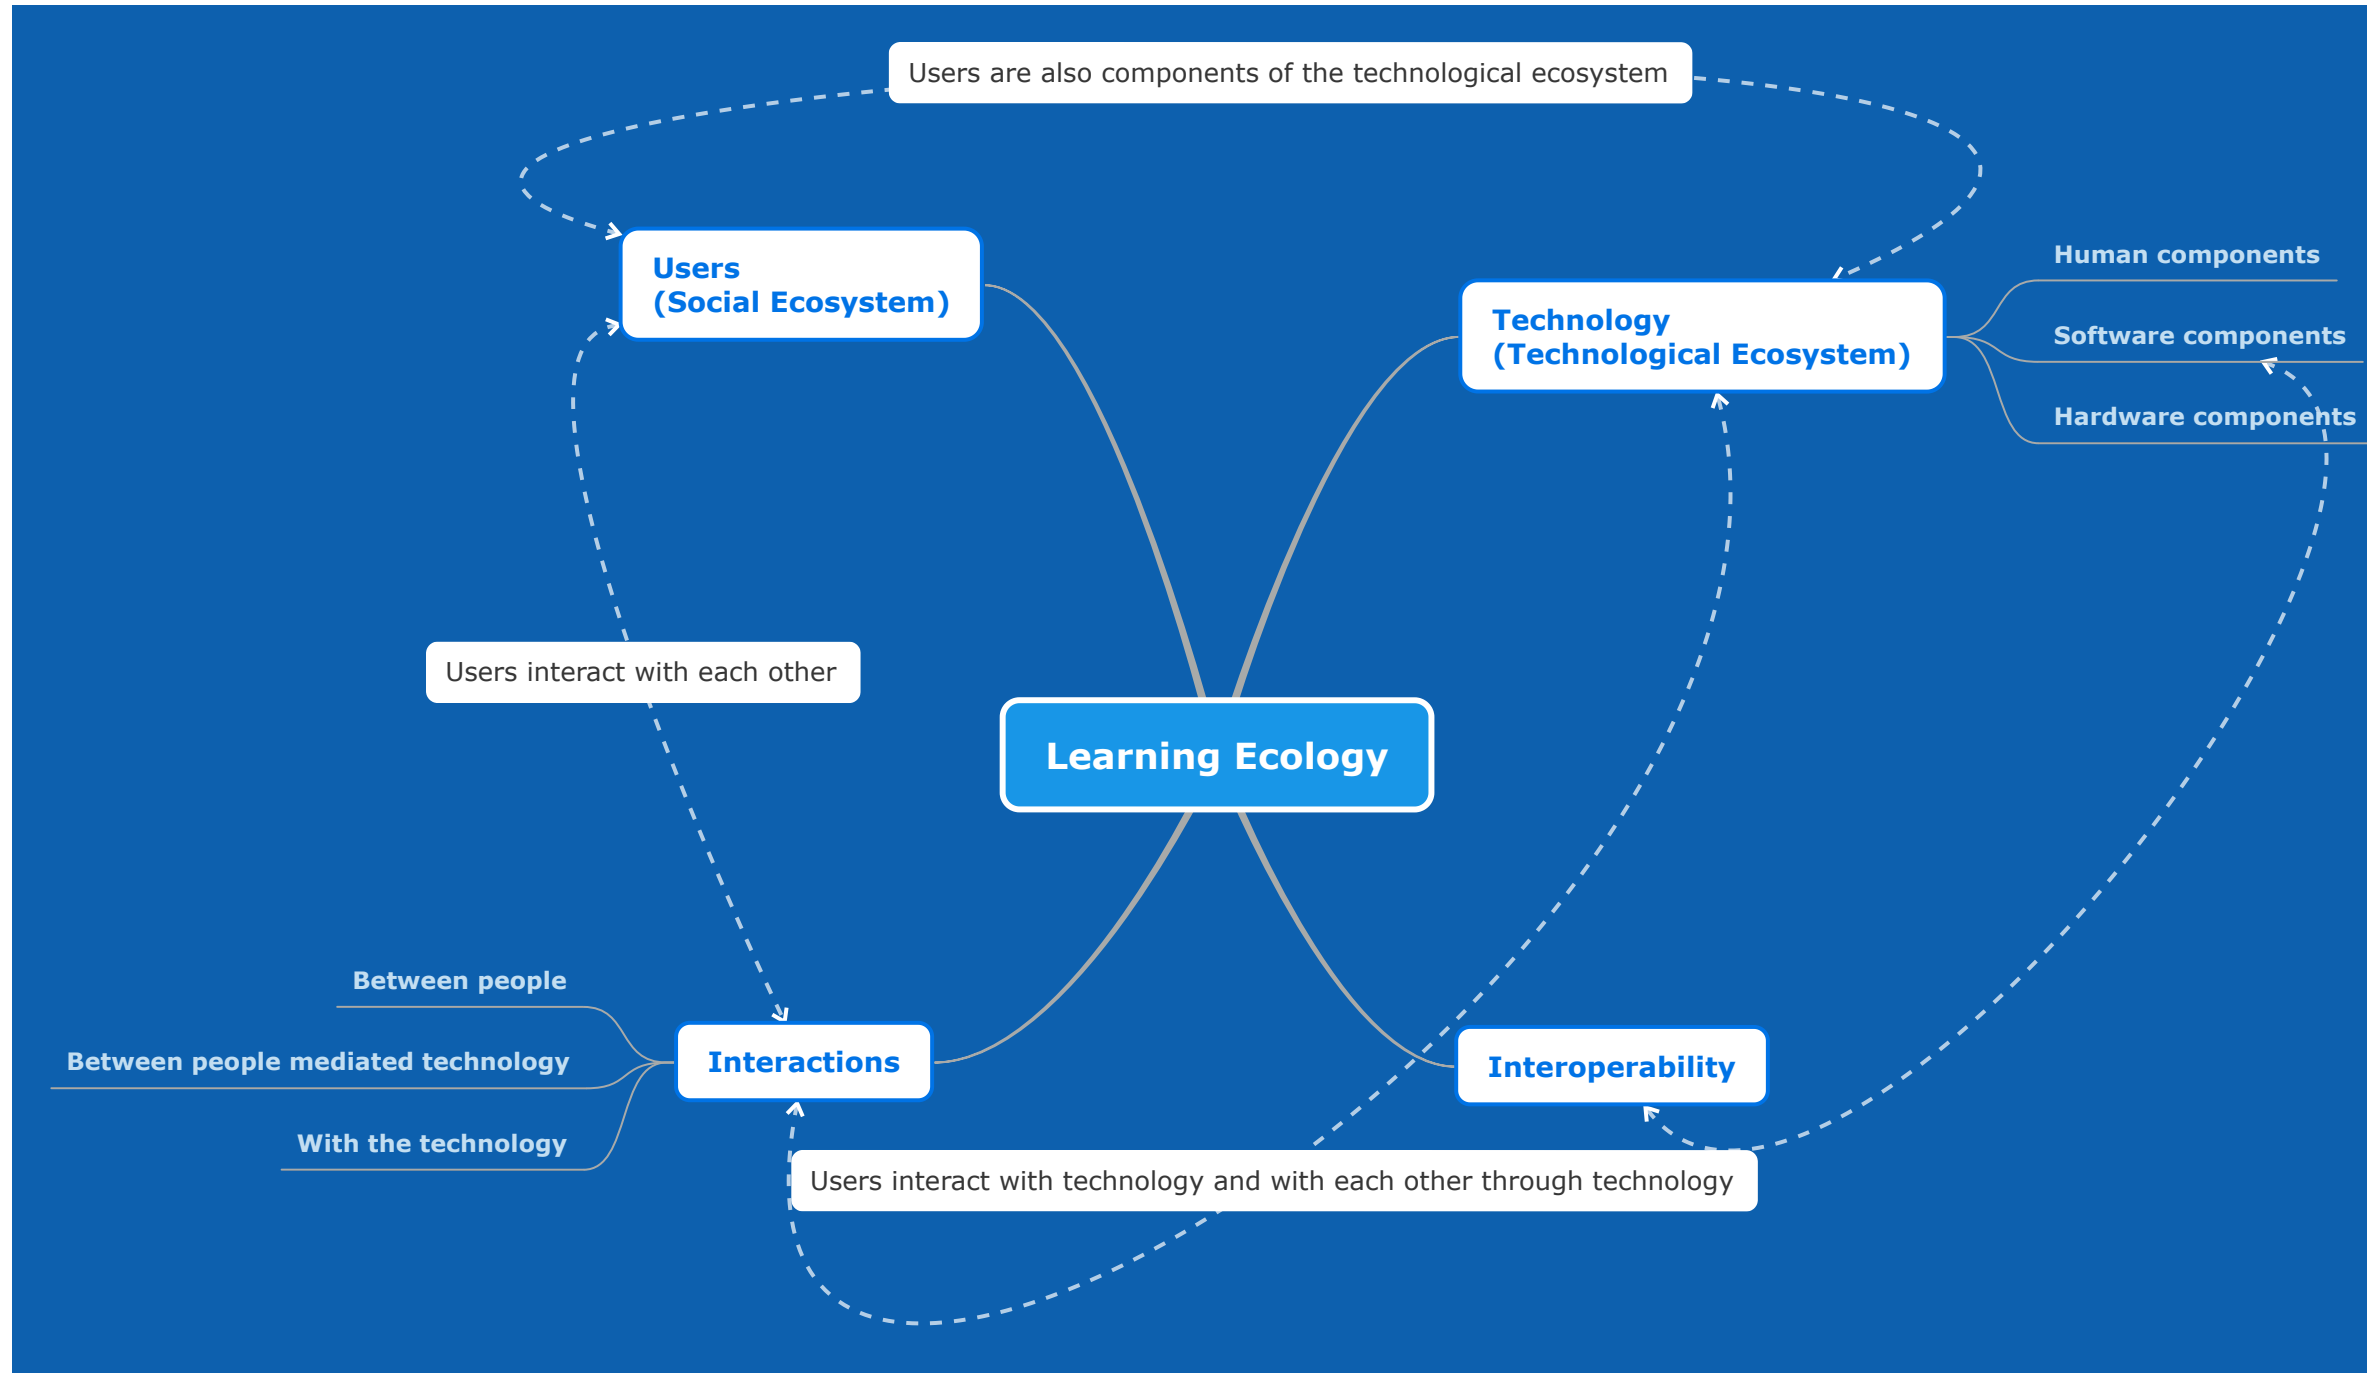 Users are also components of the technological ecosystem
Users
(Social Ecosystem)
Technology
(Technological Ecosystem)
Human components
Software components
Hardware components
Users interact with each other
Learning Ecology
Between people
Between people mediated technology
With the technology
Interactions
Interoperability
Users interact with technology and with each other through technology